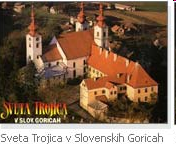 SVETA TROJICA
V SLOV. GORICAH
Sveta Trojica v Slovenskih Goricah